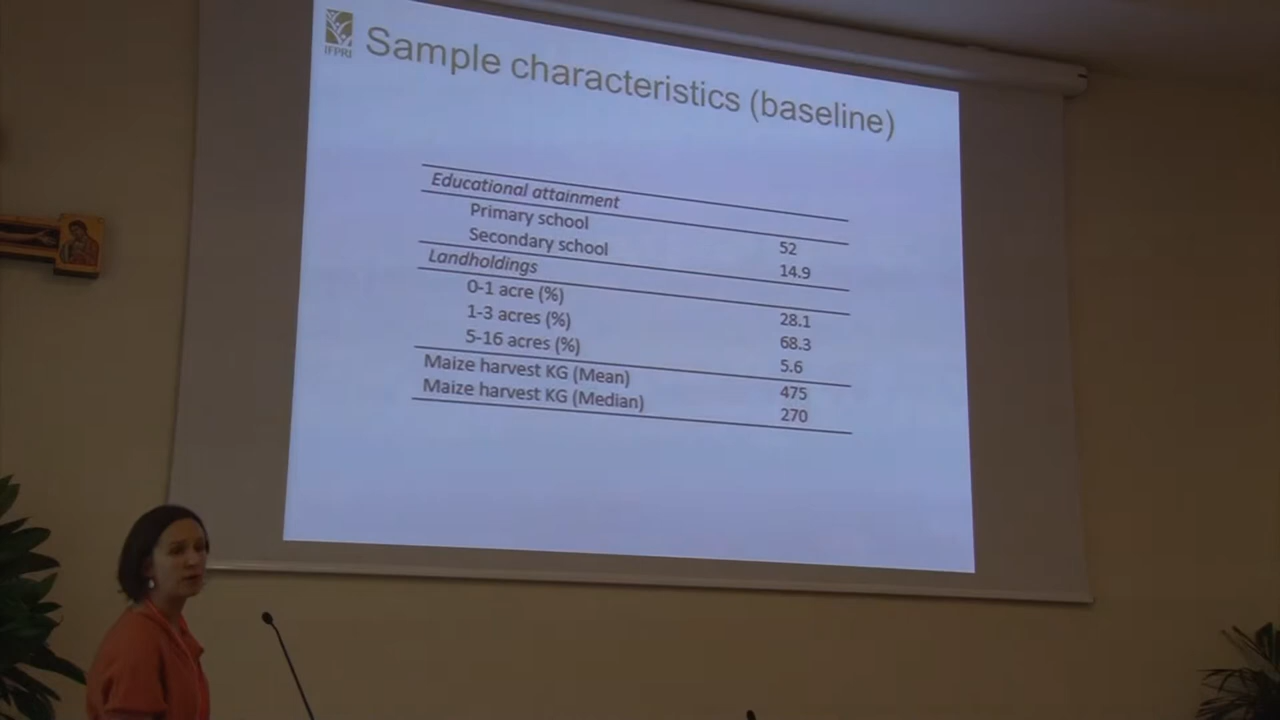 IFPRI
Sample characteristics (baseline)
Educational attainment
Primary school 52
Secondary school 14.9
Landholdings
0-1 acre (%) 28.1
1-3 acres (%) 68.3
5-16 acres (%) 5.6
Maize harvest KG (Mean) 475
Maize harvest KG (Median) 270